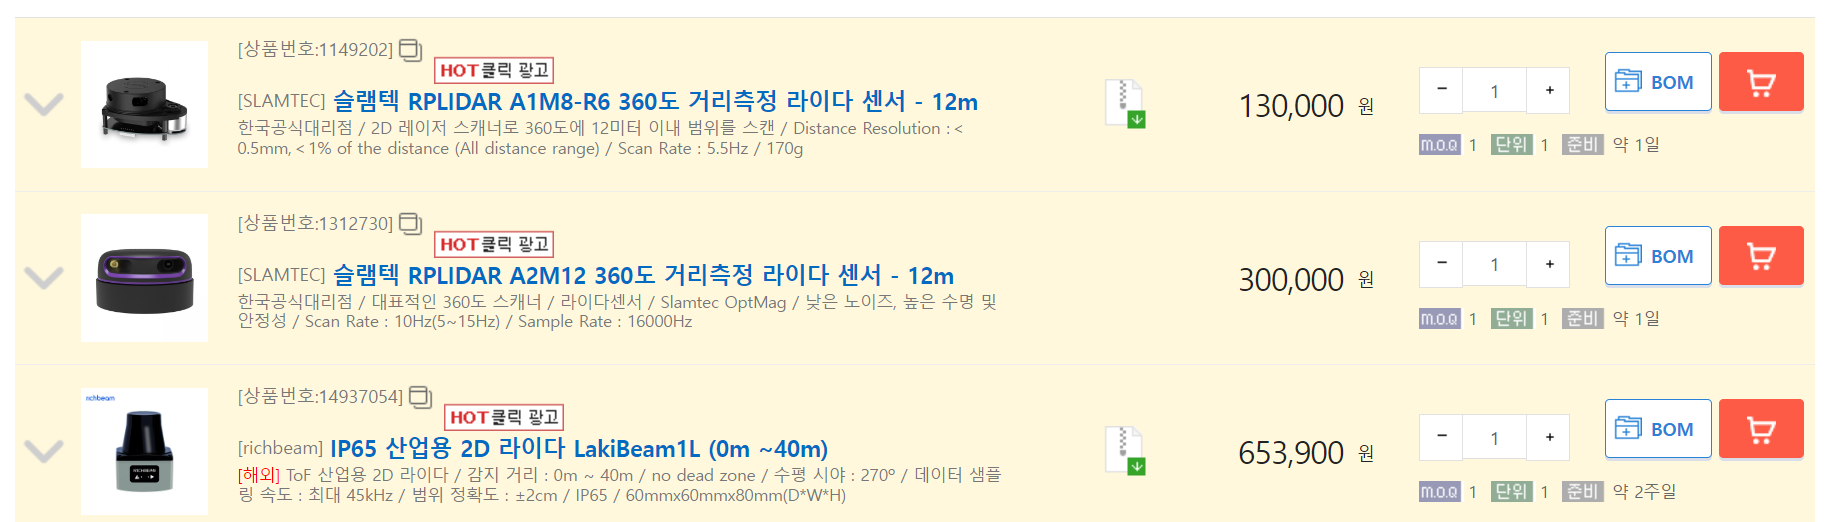 [상품번호:1149202]
HOT클릭 광고
[SLAMTEC] 슬램텍 RPLIDAR A1M8-R6 360도 거리측정 라이다 센서 - 12m
한국공식대리점 / 2D 레이저 스캐너로 360도에 12미터 이내 범위를 스캔 / Distance Resolution : <
0.5mm, < 1% of the distance (All distance range) / Scan Rate : 5.5Hz / 170g
130,000 원
- 1 +
BOM
m.o.q 1 단위 1 준비 약 1일
[상품번호:1312730]
HOT클릭 광고
[SLAMTEC] 슬램텍 RPLIDAR A2M12 360도 거리측정 라이다 센서 - 12m
한국공식대리점 / 대표적인 360도 스캐너 / 라이다센서 / Slamtec OptMag / 낮은 노이즈, 높은 수명 및
안정성 / Scan Rate : 10Hz(5~15Hz) / Sample Rate : 16000Hz
300,000 원
- 1 +
BOM
m.o.q 1 단위 1 준비 약 1일
richbeam
RICHBEAM
[상품번호:14937054]
HOT클릭 광고
[richbeam] IP65 산업용 2D 라이다 LakiBeam1L (0m ~40m)
[해외] ToF 산업용 2D 라이다 / 감지 거리 : 0m ~ 40m / no dead zone / 수평 시야 : 270º / 데이터 샘플
링 속도 : 최대 45kHz / 범위 정확도 : ±2cm / IP65 / 60mmx60mmx80mm(D*W*H)
653,900 원
- 1 +
BOM
m.o.q 1 단위 1 준비 약 2주일